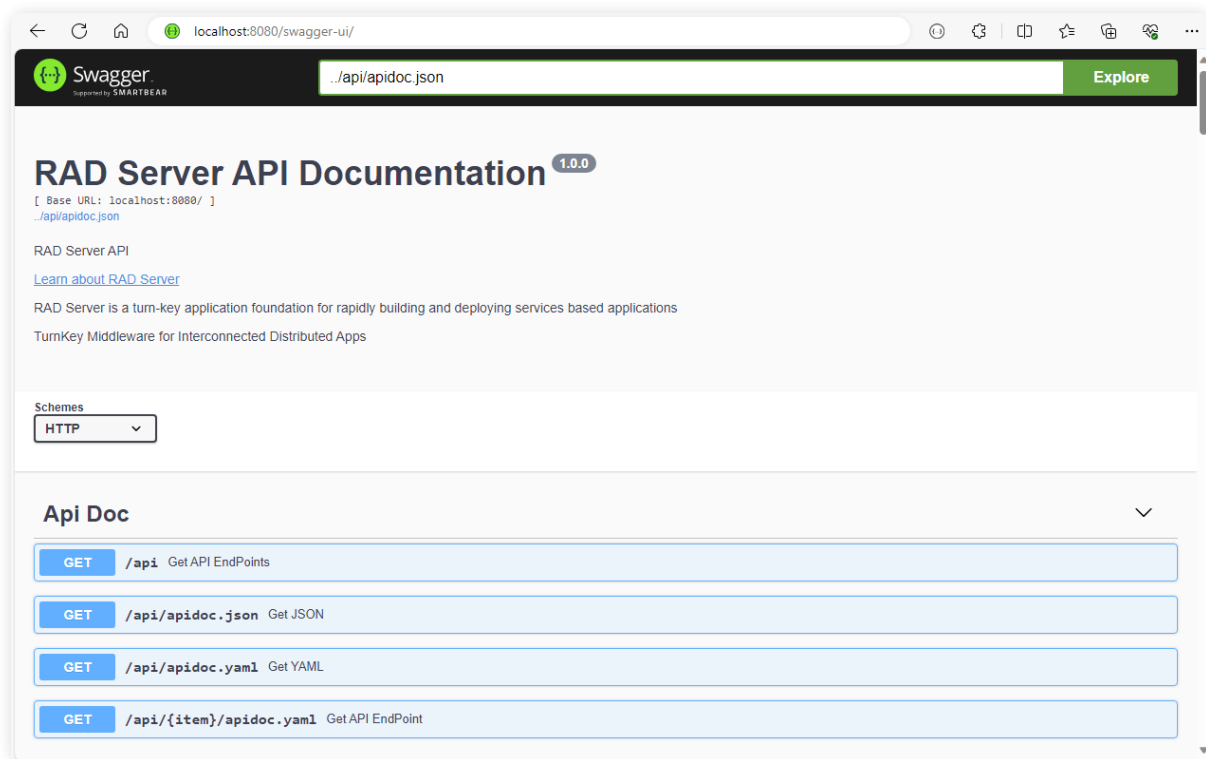 localhost:8080/swagger-ui/
{··} Swagger.
Supported by SMARTBEAR
../api/apidoc.json
Explore
RAD Server API Documentation 1.0.0
[ Base URL: localhost:8080/ ]
../api/apidoc.json
RAD Server API
Learn about RAD Server
RAD Server is a turn-key application foundation for rapidly building and deploying services based applications
TurnKey Middleware for Interconnected Distributed Apps
Schemes
HTTP
Api Doc
GET /api Get API EndPoints
GET /api/apidoc.json Get JSON
GET /api/apidoc.yaml Get YAML
GET /api/{item}/apidoc.yaml Get API EndPoint